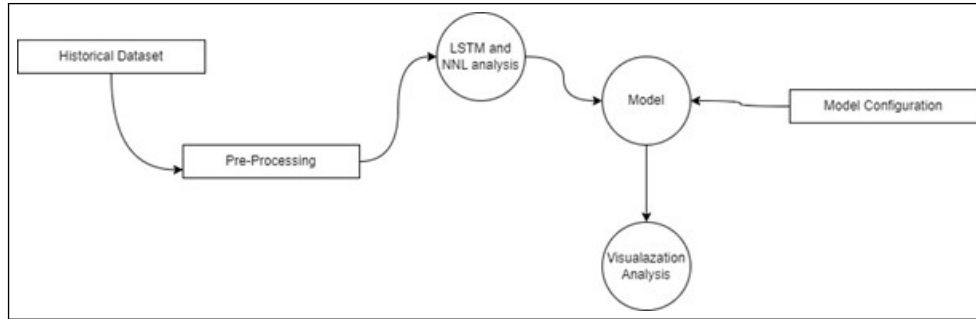 Historical Dataset
LSTM and
NNL analysis
Model
Model Configuration
Pre-Processing
Visualazation
Analysis